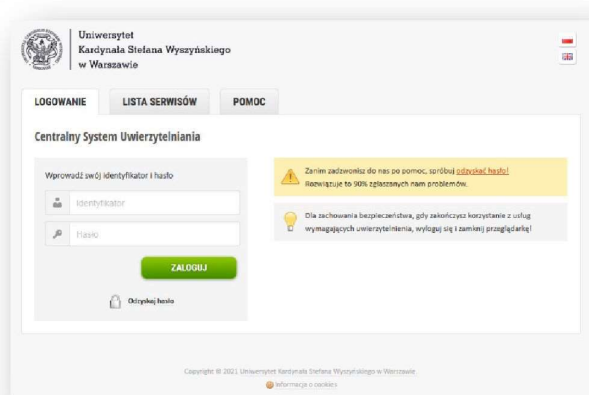 Uniwersytet
Kardynała Stefana Wyszyńskiego
w Warszawie
LOGOWANIE
LISTA SERWISÓW
POMOC
Centralny System Uwierzytelniania
Wprowadź swój identyfikator i hasło
Identyfikator
Hasło
ZALOGUJ
Odzyskaj hasło
Zanim zadzwonisz do nas po pomoc, spróbuj odzyskać hasło!
Rozwiązuje to 90% zgłaszanych nam problemów.
Dla zachowania bezpieczeństwa, gdy zakończysz korzystanie z usług
wymagających uwierzytelnienia, wyloguj się i zamknij przeglądarkę!
Copyright © 2021 Uniwersytet Kardynała Stefana Wyszyńskiego w Warszawie.
Informacja o cookies